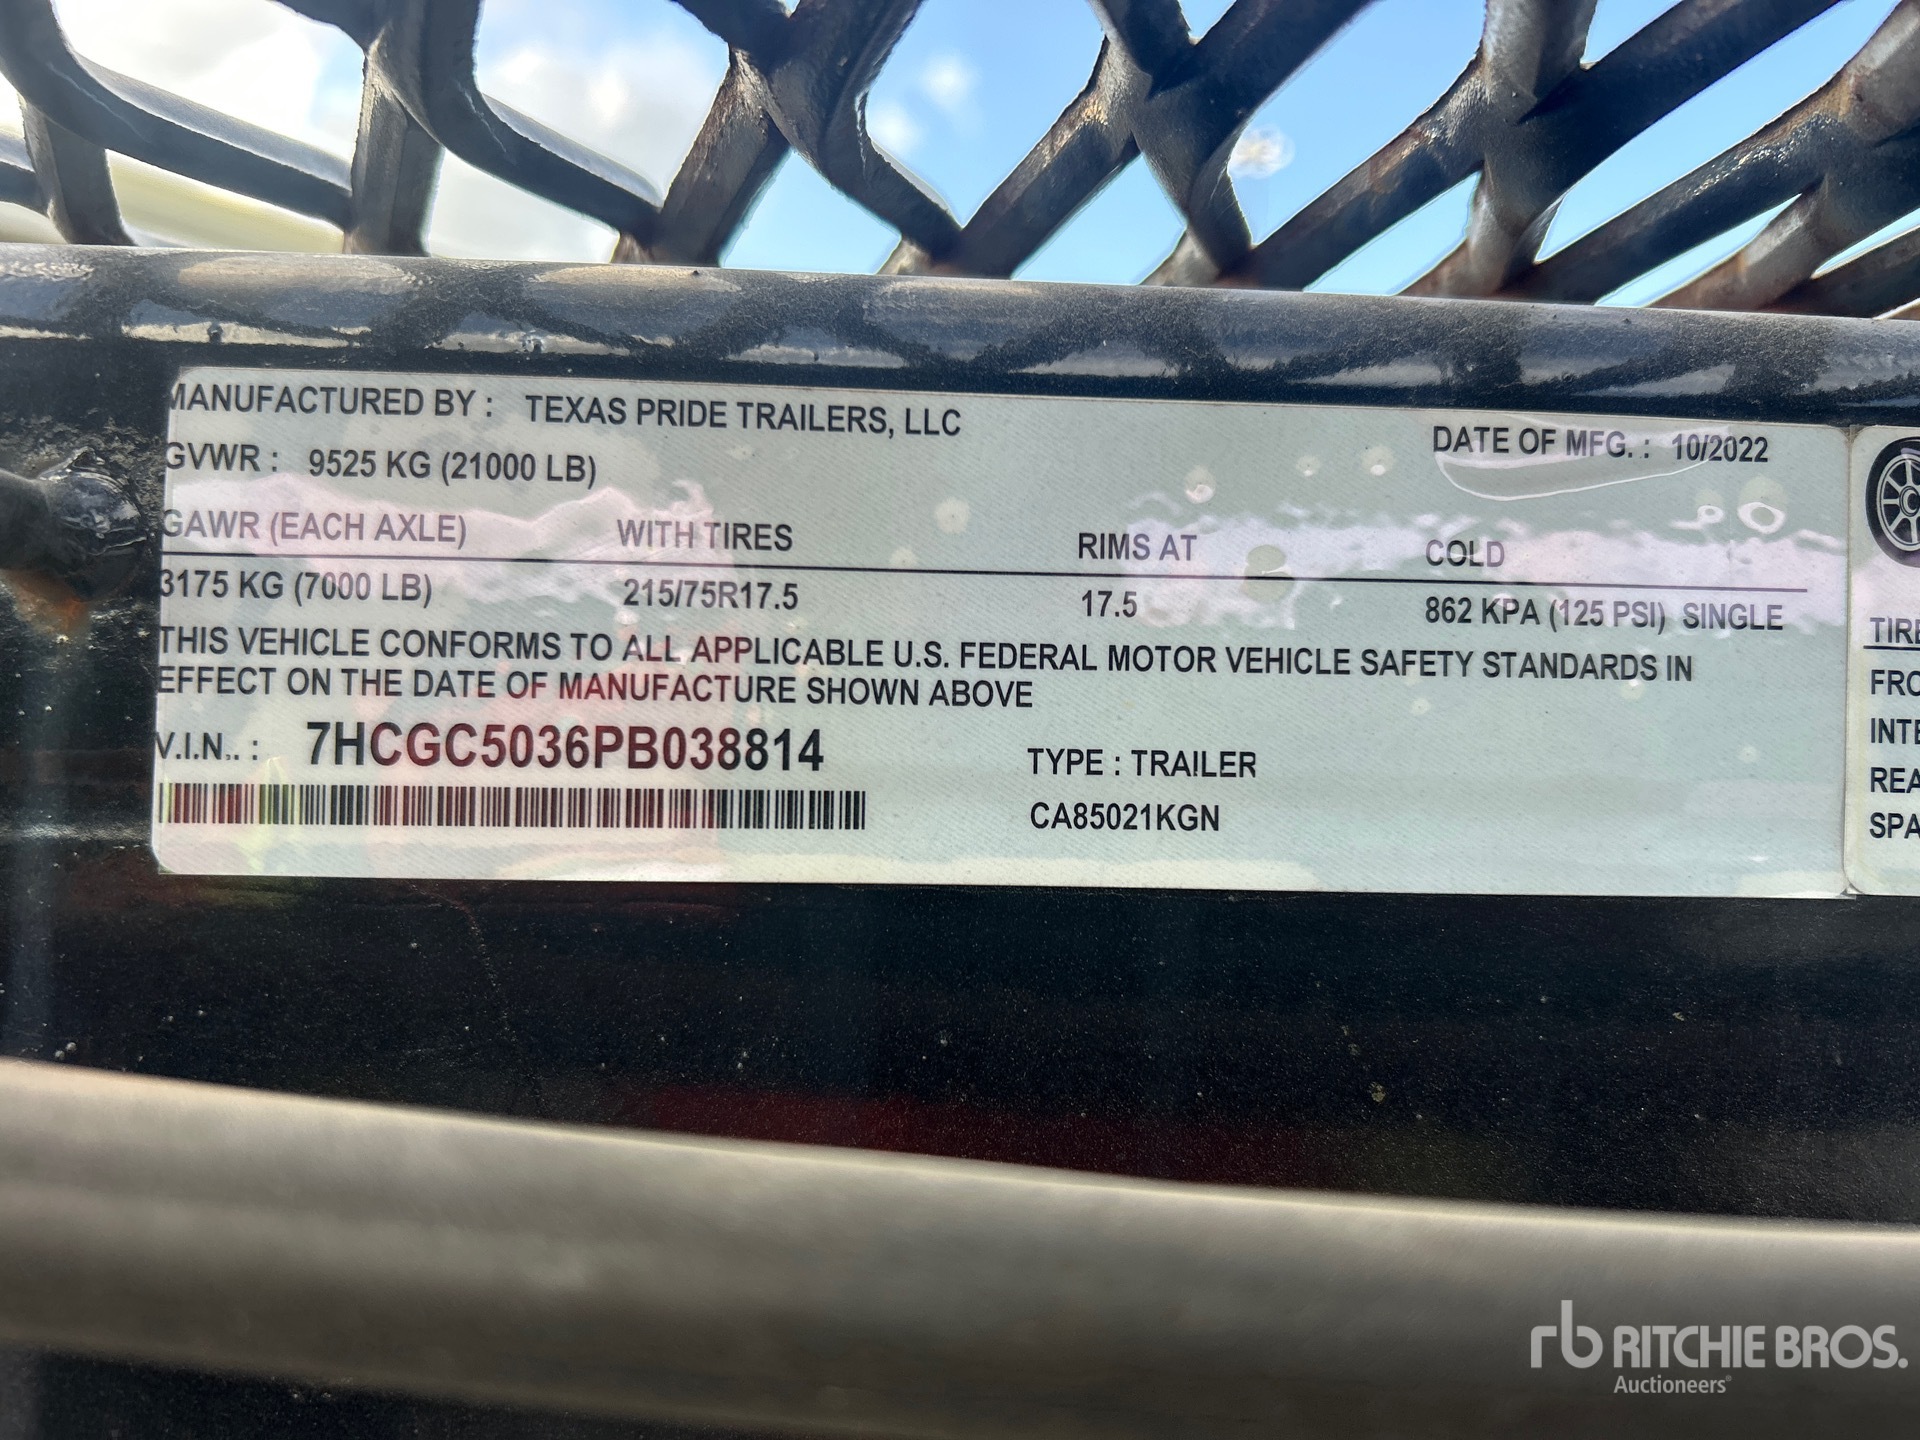 MANUFACTURED BY : TEXAS PRIDE TRAILERS, LLC
DATE OF MFG. : 10/2022
GVWR : 9525 KG (21000 LB)
GAWR (EACH AXLE) WITH TIRES RIMS AT COLD
3175 KG (7000 LB) 215/75R17.5 17.5 862 KPA (125 PSI) SINGLE
THIS VEHICLE CONFORMS TO ALL APPLICABLE U.S. FEDERAL MOTOR VEHICLE SAFETY STANDARDS IN
EFFECT ON THE DATE OF MANUFACTURE SHOWN ABOVE
V.I.N.. : 7HCGC5036PB038814 TYPE : TRAILER
CA85021KGN
TIRE
FRO
INTE
REA
SPA
rb RITCHIE BROS.
Auctioneers®